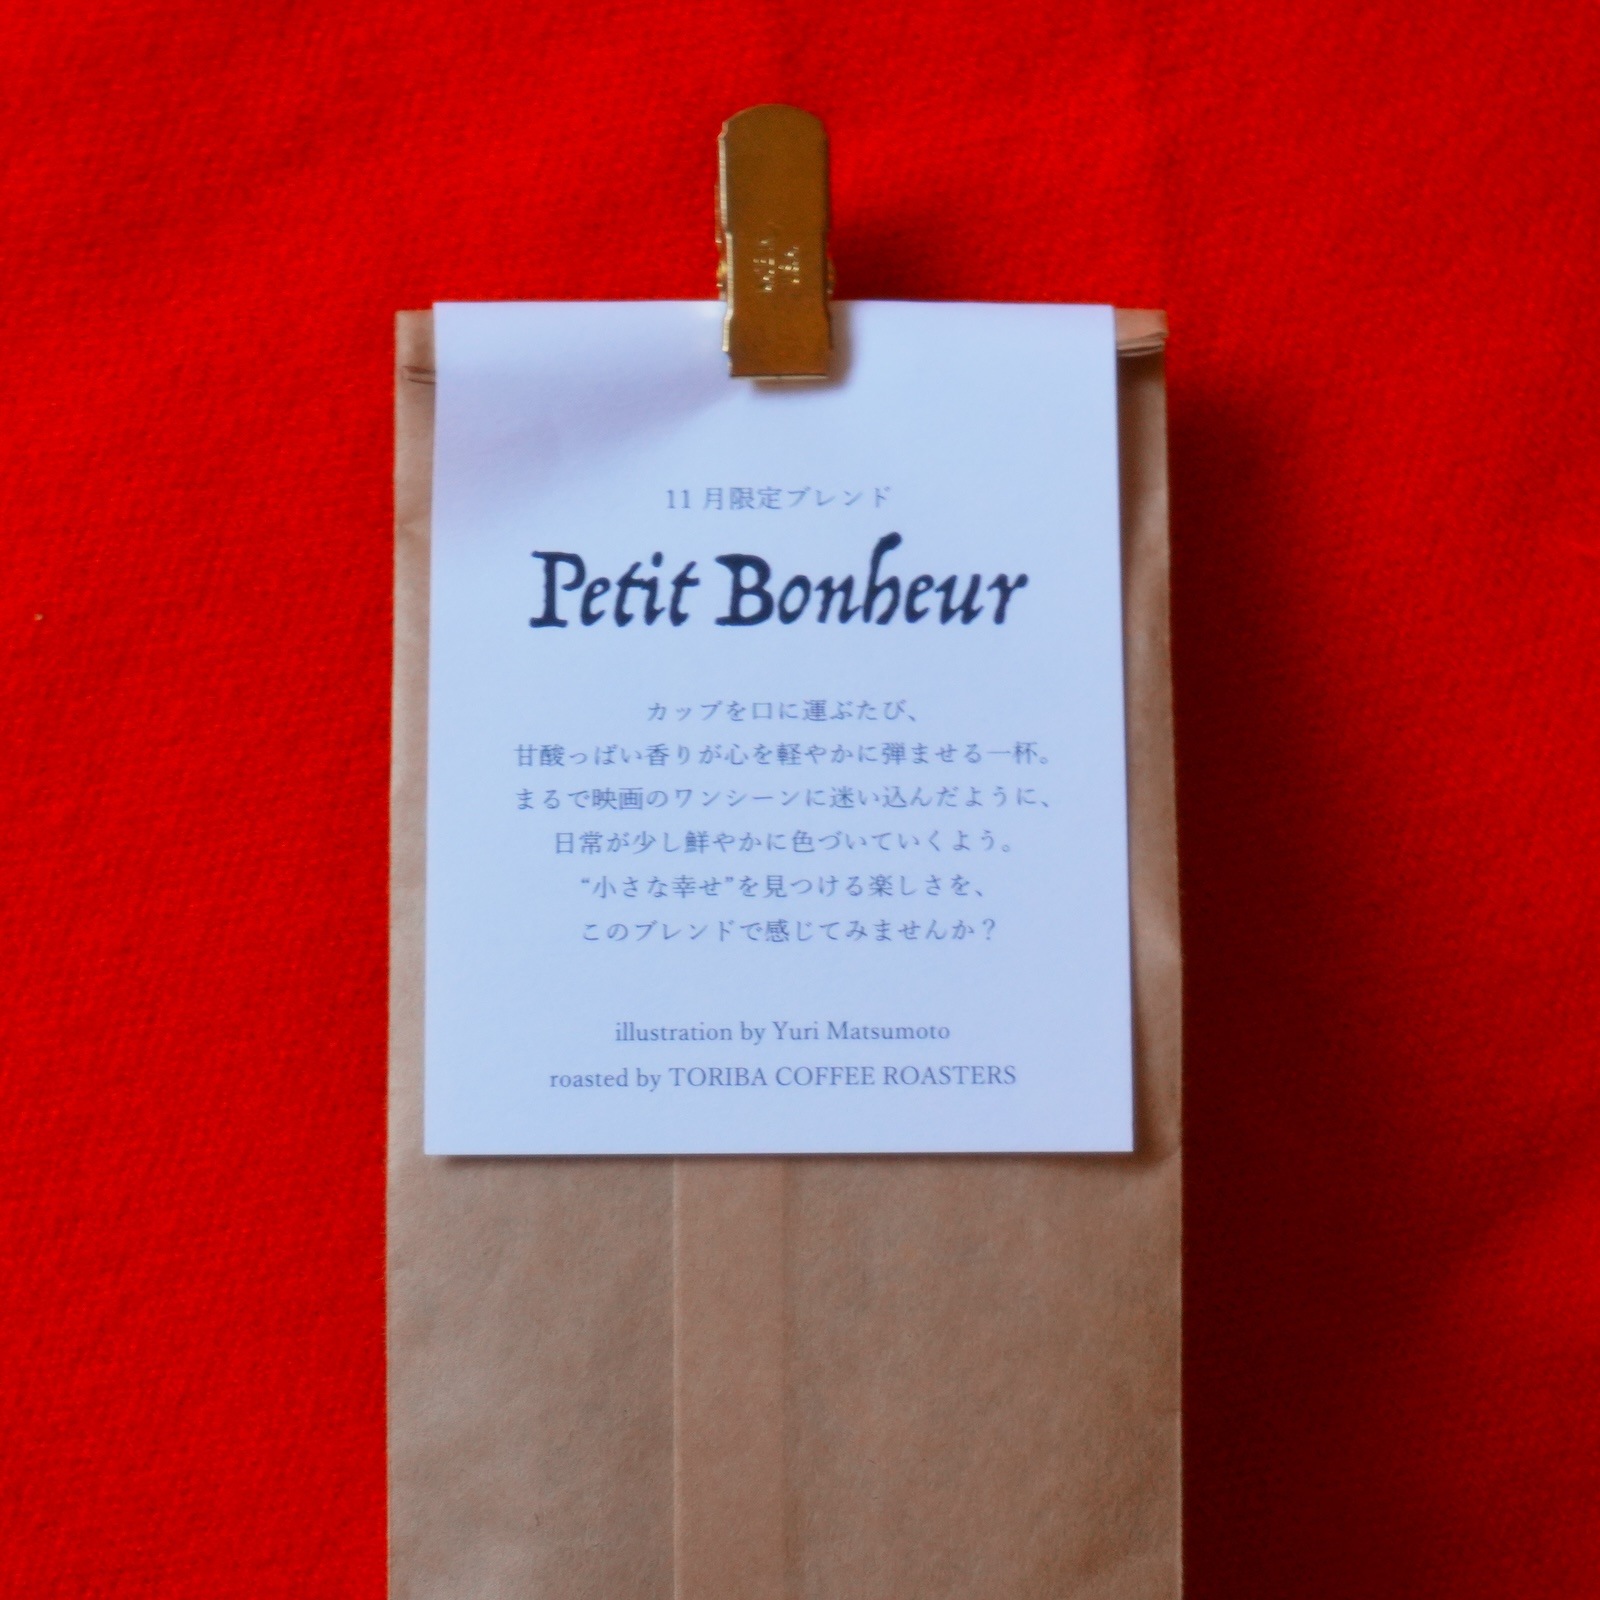 11月限定ブレンド
Petit Bonheur
カップを口に運ぶたび、
甘酸っぱい香りが心を軽やかに弾ませる一杯。
まるで映画のワンシーンに迷い込んだように、
日常が少し鮮やかに色づいていくよう。
“小さな幸せ”を見つける楽しさを、
このブレンドで感じてみませんか？
illustration by Yuri Matsumoto
roasted by TORIBA COFFEE ROASTERS